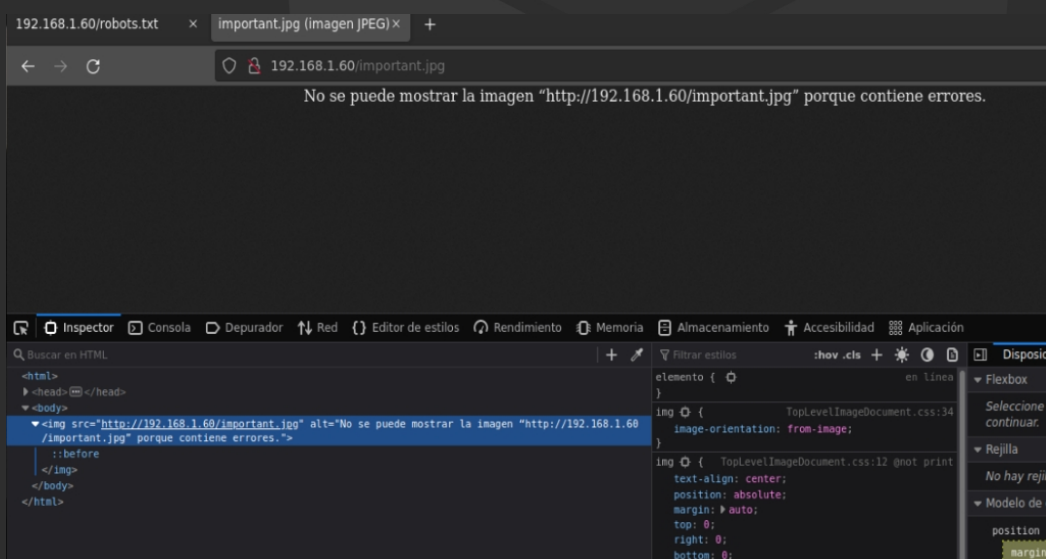 192.168.1.60/robots.txt × important.jpg (imagen JPEG) × +
192.168.1.60/important.jpg
No se puede mostrar la imagen “http://192.168.1.60/important.jpg” porque contiene errores.
Inspector Consola Depurador Red Editor de estilos Rendimiento Memoria Almacenamiento Accesibilidad Aplicación
Buscar en HTML
<html>
<head> </head>
<body>
<img src="http://192.168.1.60/important.jpg" alt="No se puede mostrar la imagen “http://192.168.1.60
/important.jpg” porque contiene errores.">
::before
</img>
</body>
</html>
Filtrar estilos :hov .cls +
elemento { en línea
}
img { TopLevelImageDocument.css:34
image-orientation: from-image;
}
img { TopLevelImageDocument.css:12 @not print
text-align: center;
position: absolute;
margin: auto;
top: 0;
right: 0;
bottom: 0;
Disposic
Flexbox
Seleccione
continuar.
Rejilla
No hay reji
Modelo de
position
margin